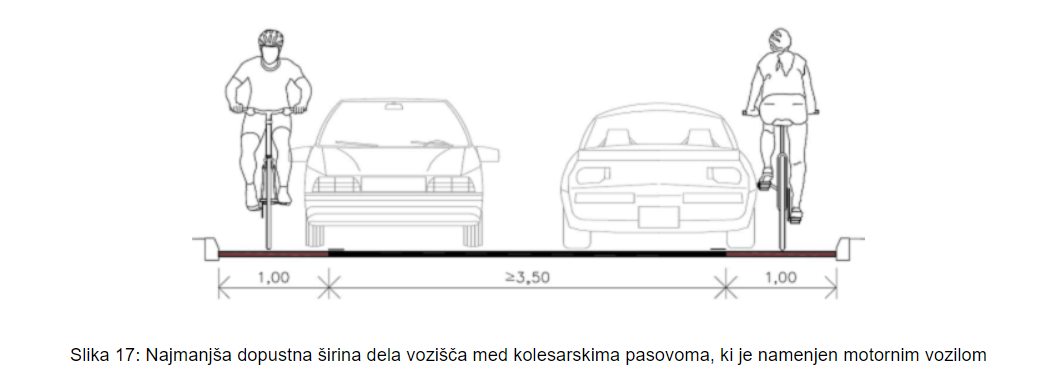 1,00 ≥3,50 1,00
Slika 17: Najmanjša dopustna širina dela vozišča med kolesarskima pasovoma, ki je namenjen motornim vozilom